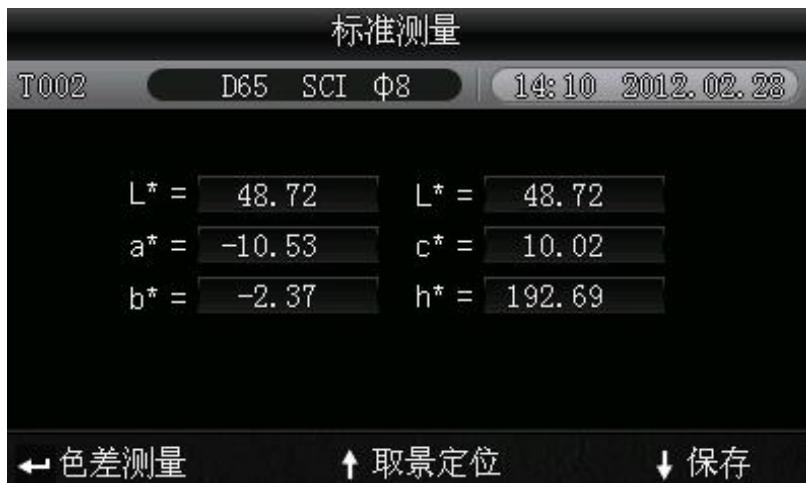 标准测量
T002 D65 SCI Φ8 14:10 2012.02.28
L* = 48.72 L* = 48.72
a* = -10.53 c* = 10.02
b* = -2.37 h* = 192.69
↵ 色差测量 ↑ 取景定位 ↓ 保存